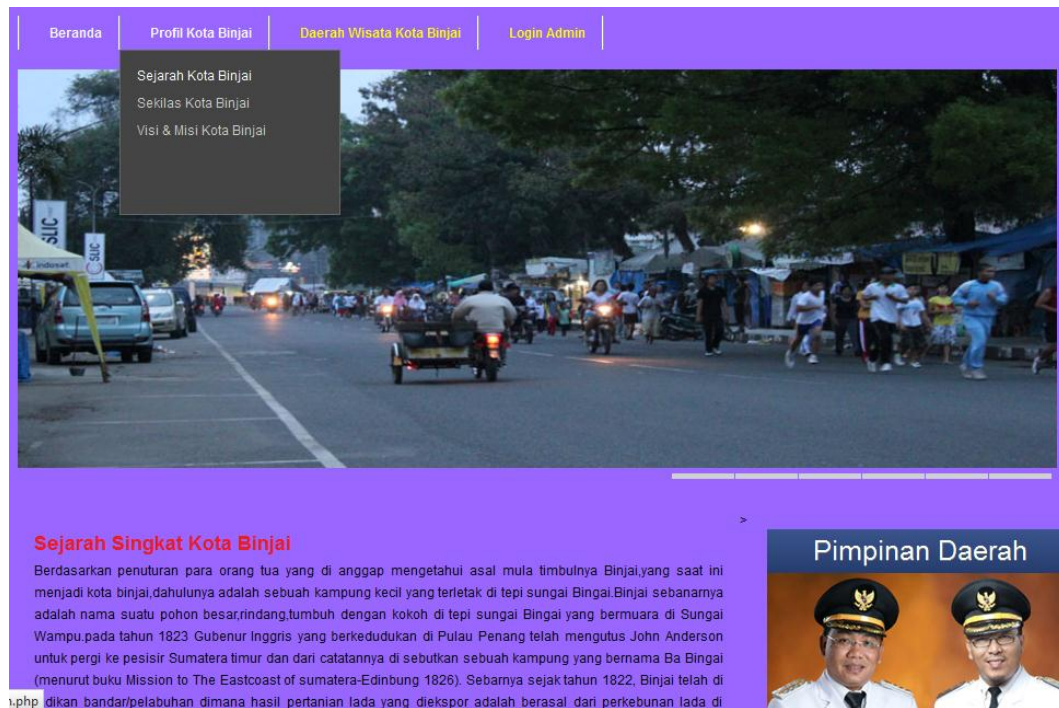 Beranda Profil Kota Binjai Daerah Wisata Kota Binjai Login Admin
Sejarah Kota Binjai
Sekilas Kota Binjai
Visi & Misi Kota Binjai
SLIC
SLIC
indosat
>
Sejarah Singkat Kota Binjai
Berdasarkan penuturan para orang tua yang di anggap mengetahui asal mula timbulnya Binjai,yang saat ini
menjadi kota binjai,dahulunya adalah sebuah kampung kecil yang terletak di tepi sungai Bingai.Binjai sebanarnya
adalah nama suatu pohon besar,rindang,tumbuh dengan kokoh di tepi sungai Bingai yang bermuara di Sungai
Wampu.pada tahun 1823 Gubenur Inggris yang berkedudukan di Pulau Penang telah mengutus John Anderson
untuk pergi ke pesisir Sumatera timur dan dari catatannya di sebutkan sebuah kampung yang bernama Ba Bingai
(menurut buku Mission to The Eastcoast of sumatera-Edinbung 1826). Sebarnya sejak tahun 1822, Binjai telah di
dikan bandar/pelabuhan dimana hasil pertanian lada yang diekspor adalah berasal dari perkebunan lada di
n.php
Pimpinan Daerah